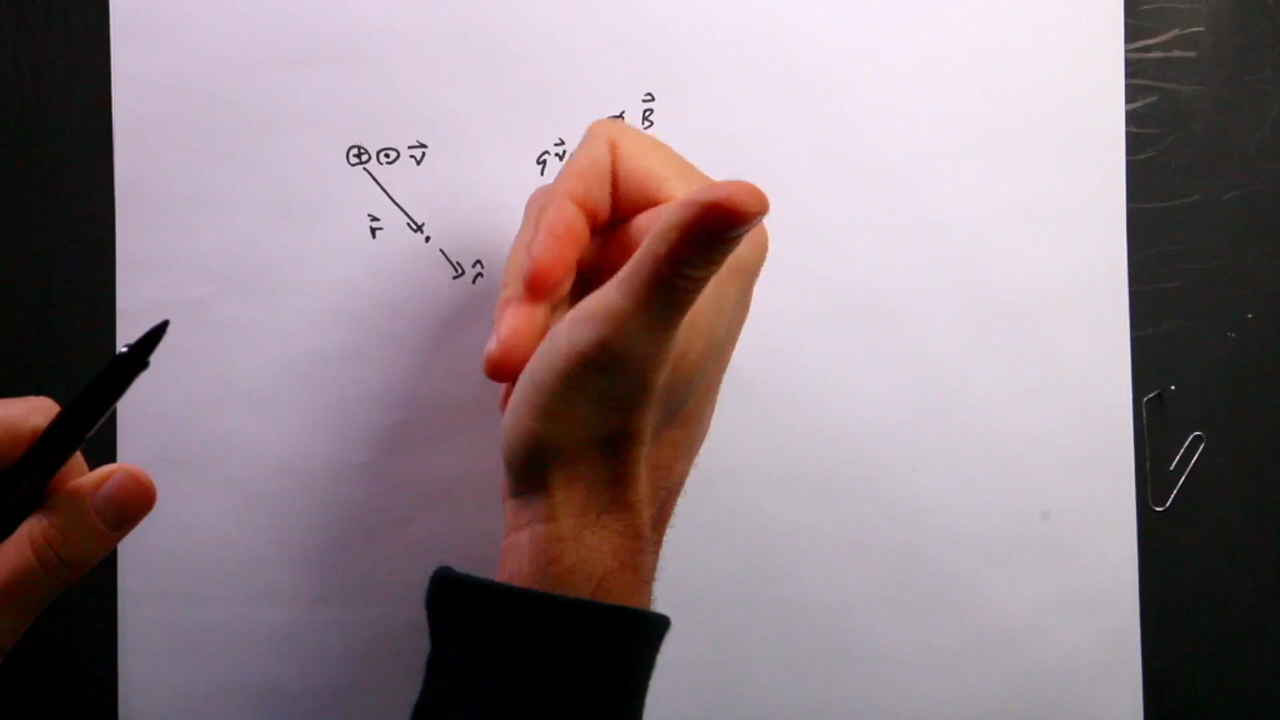 B⃗
⊕ ⊙ v⃗ qv⃗
r⃗
r̂